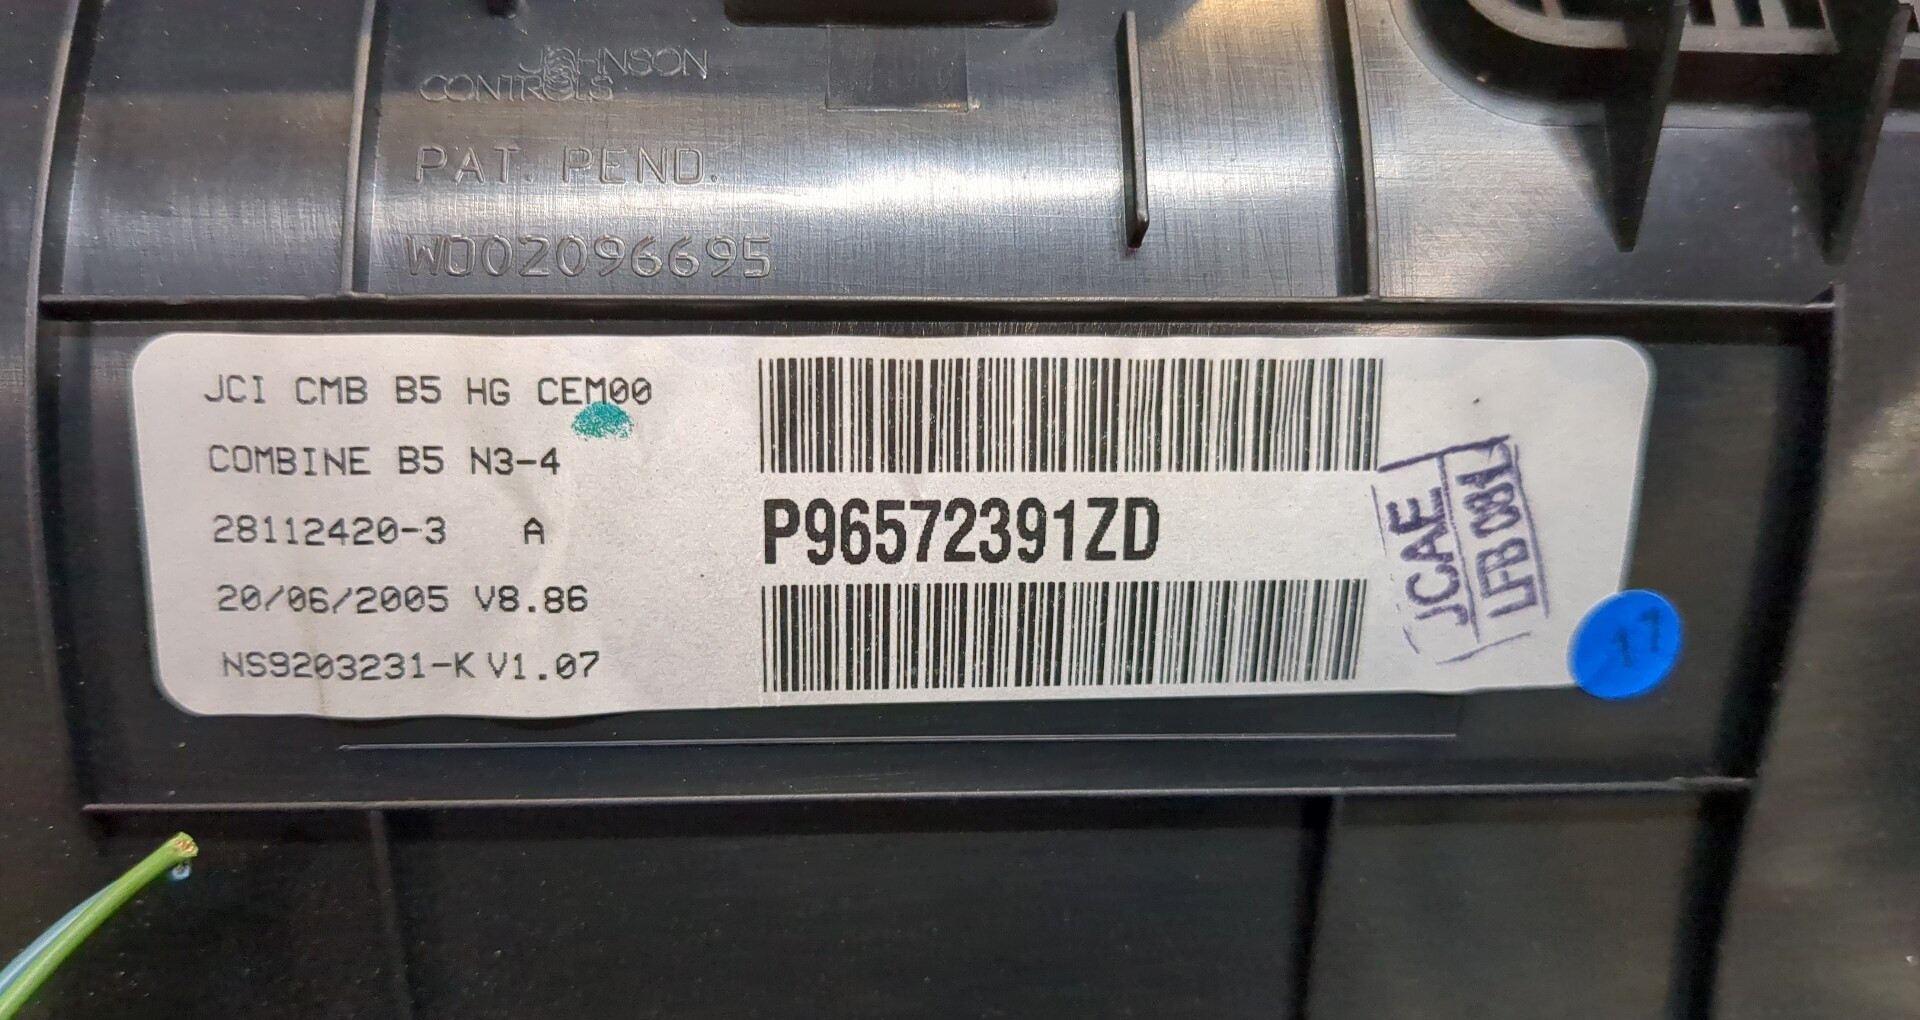 JOHNSON
CONTROLS
PAT. PEND.
WO02096695
JCI CMB B5 HG CEM00
COMBINE B5 N3-4
28112420-3 A
20/06/2005 V8.86
NS9203231-K V1.07
P96572391ZD
JCAE
LFB 081
17